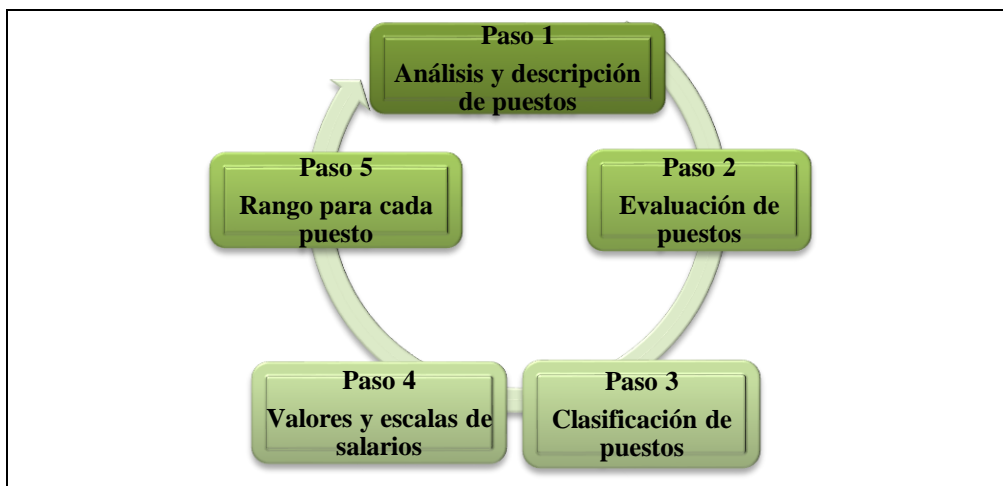 Paso 1
Análisis y descripción
de puestos
Paso 2
Evaluación de
puestos
Paso 3
Clasificación de
puestos
Paso 4
Valores y escalas de
salarios
Paso 5
Rango para cada
puesto